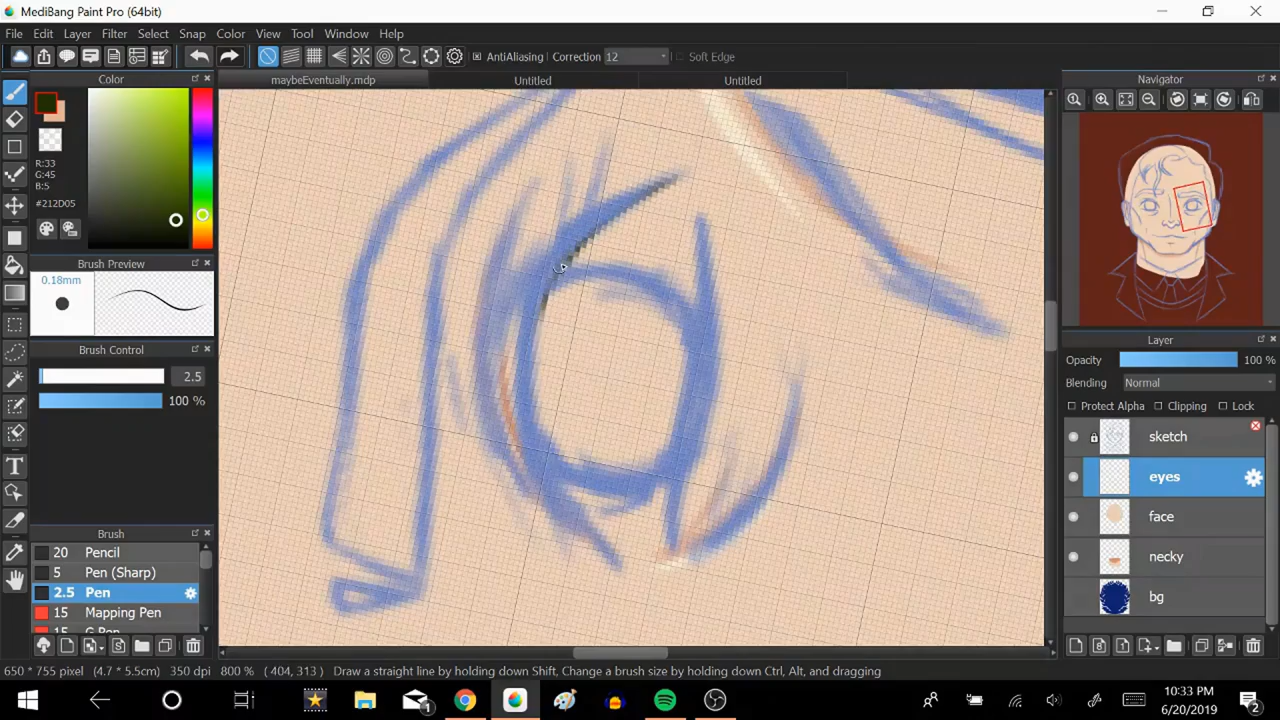 MediBang Paint Pro (64bit)
File Edit Layer Filter Select Snap Color View Tool Window Help
AntiAliasing Correction 12 Soft Edge
Color
maybeEventually.mdp Untitled Untitled
Navigator
R:33
G:45
B:5
#212D05
Brush Preview
0.18mm
Brush Control
2.5
100 %
Layer
Opacity 100 %
Blending Normal
Protect Alpha Clipping Lock
sketch
eyes
face
necky
bg
Brush
20 Pencil
5 Pen (Sharp)
2.5 Pen
15 Mapping Pen
15 G Pen
650 * 755 pixel (4.7 * 5.5cm) 350 dpi 800 % ( 404, 313 ) Draw a straight line by holding down Shift, Change a brush size by holding down Ctrl, Alt, and dragging
1
10:33 PM
6/20/2019
2